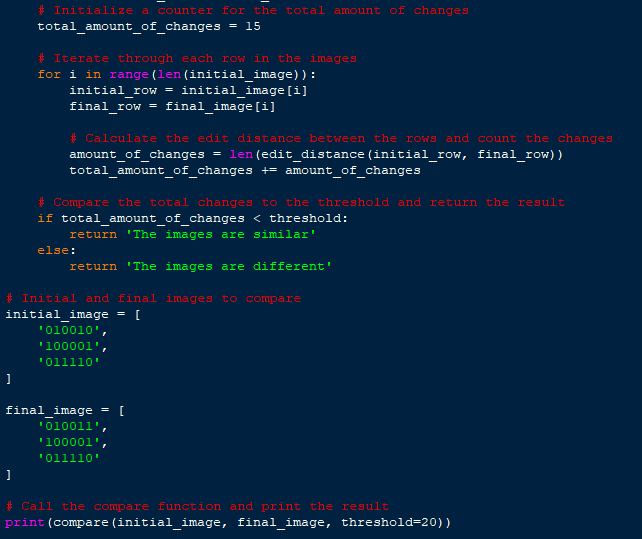 # Initialize a counter for the total amount of changes
total_amount_of_changes = 15
# Iterate through each row in the images
for i in range(len(initial_image)):
initial_row = initial_image[i]
final_row = final_image[i]
# Calculate the edit distance between the rows and count the changes
amount_of_changes = len(edit_distance(initial_row, final_row))
total_amount_of_changes += amount_of_changes
# Compare the total changes to the threshold and return the result
if total_amount_of_changes < threshold:
return 'The images are similar'
else:
return 'The images are different'
# Initial and final images to compare
initial_image = [
'010010',
'100001',
'011110'
]
final_image = [
'010011',
'100001',
'011110'
]
# Call the compare function and print the result
print(compare(initial_image, final_image, threshold=20))